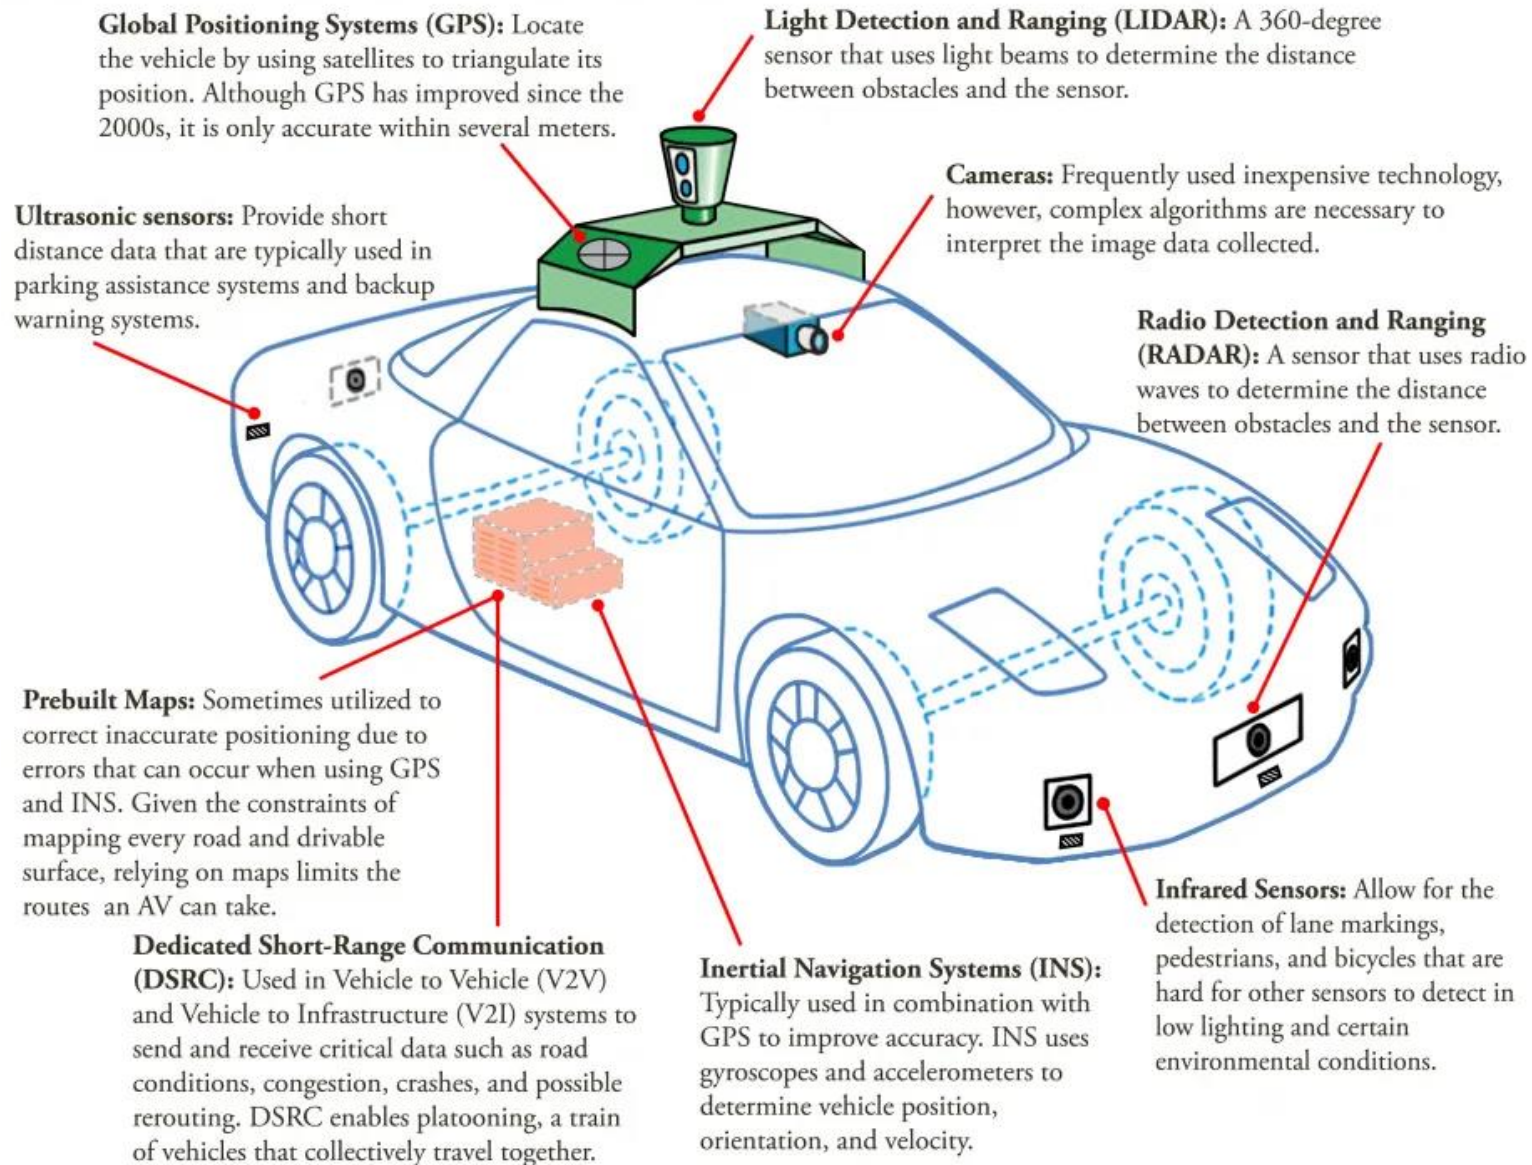 Global Positioning Systems (GPS): Locate
the vehicle by using satellites to triangulate its
position. Although GPS has improved since the
2000s, it is only accurate within several meters.
Light Detection and Ranging (LIDAR): A 360-degree
sensor that uses light beams to determine the distance
between obstacles and the sensor.
Cameras: Frequently used inexpensive technology,
however, complex algorithms are necessary to
interpret the image data collected.
Ultrasonic sensors: Provide short
distance data that are typically used in
parking assistance systems and backup
warning systems.
Radio Detection and Ranging
(RADAR): A sensor that uses radio
waves to determine the distance
between obstacles and the sensor.
Prebuilt Maps: Sometimes utilized to
correct inaccurate positioning due to
errors that can occur when using GPS
and INS. Given the constraints of
mapping every road and drivable
surface, relying on maps limits the
routes an AV can take.
Dedicated Short-Range Communication
(DSRC): Used in Vehicle to Vehicle (V2V)
and Vehicle to Infrastructure (V2I) systems to
send and receive critical data such as road
conditions, congestion, crashes, and possible
rerouting. DSRC enables platooning, a train
of vehicles that collectively travel together.
Inertial Navigation Systems (INS):
Typically used in combination with
GPS to improve accuracy. INS uses
gyroscopes and accelerometers to
determine vehicle position,
orientation, and velocity.
Infrared Sensors: Allow for the
detection of lane markings,
pedestrians, and bicycles that are
hard for other sensors to detect in
low lighting and certain
environmental conditions.